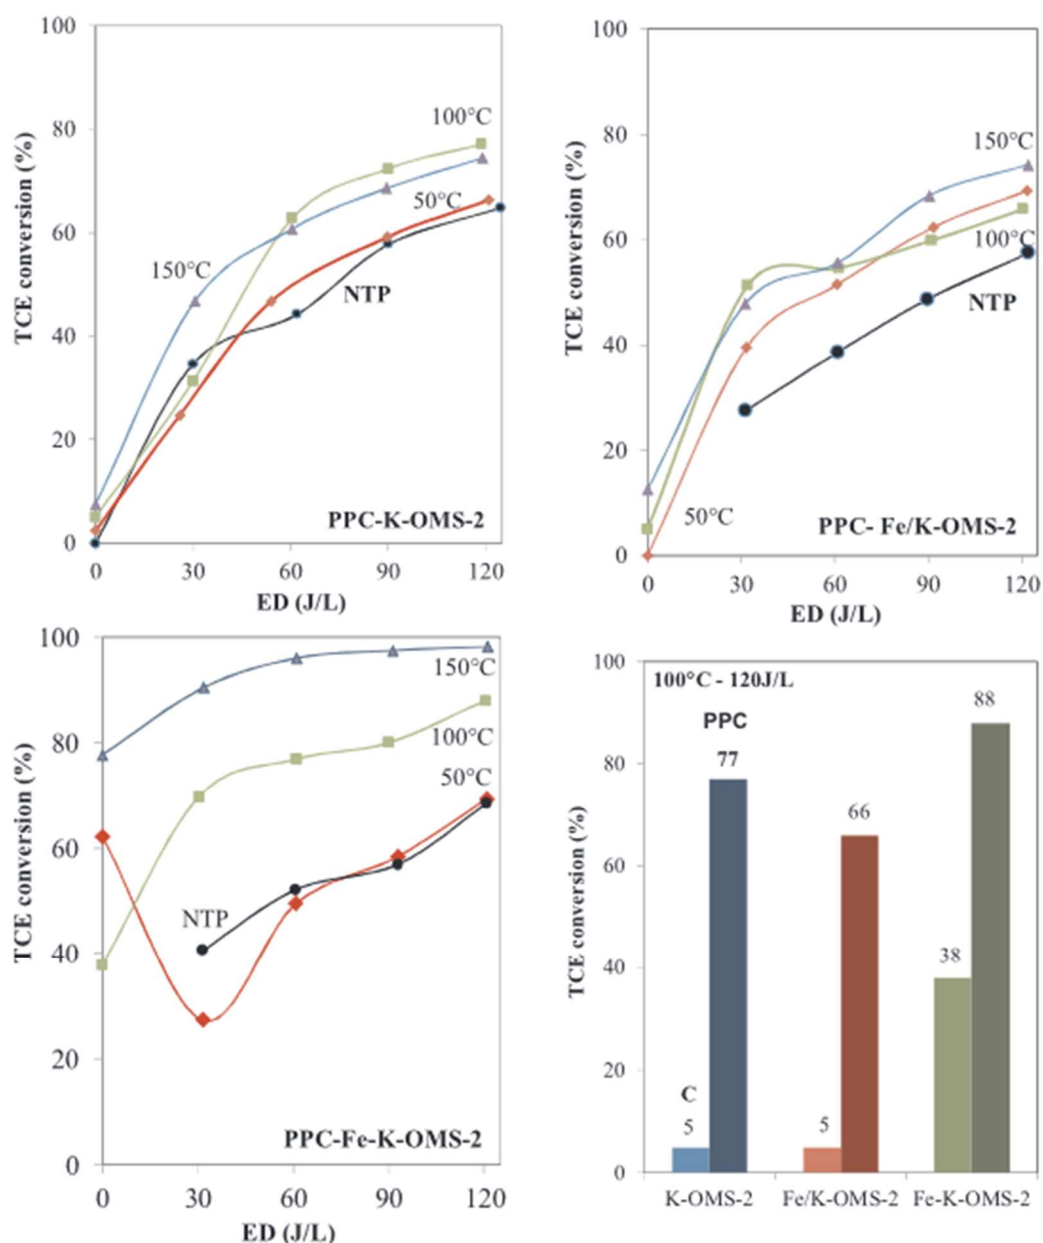 100
80
60
40
20
0
TCE conversion (%)
100°C
50°C
150°C
NTP
PPC-K-OMS-2
0 30 60 90 120
ED (J/L)
100
80
60
40
20
0
TCE conversion (%)
150°C
100°C
NTP
50°C
PPC- Fe/K-OMS-2
0 30 60 90 120
ED (J/L)
100
80
60
40
20
0
TCE conversion (%)
150°C
100°C
50°C
NTP
PPC-Fe-K-OMS-2
0 30 60 90 120
ED (J/L)
100
80
60
40
20
0
TCE conversion (%)
100°C - 120J/L
88
PPC
77
66
38
C
5
5
K-OMS-2 Fe/K-OMS-2 Fe-K-OMS-2